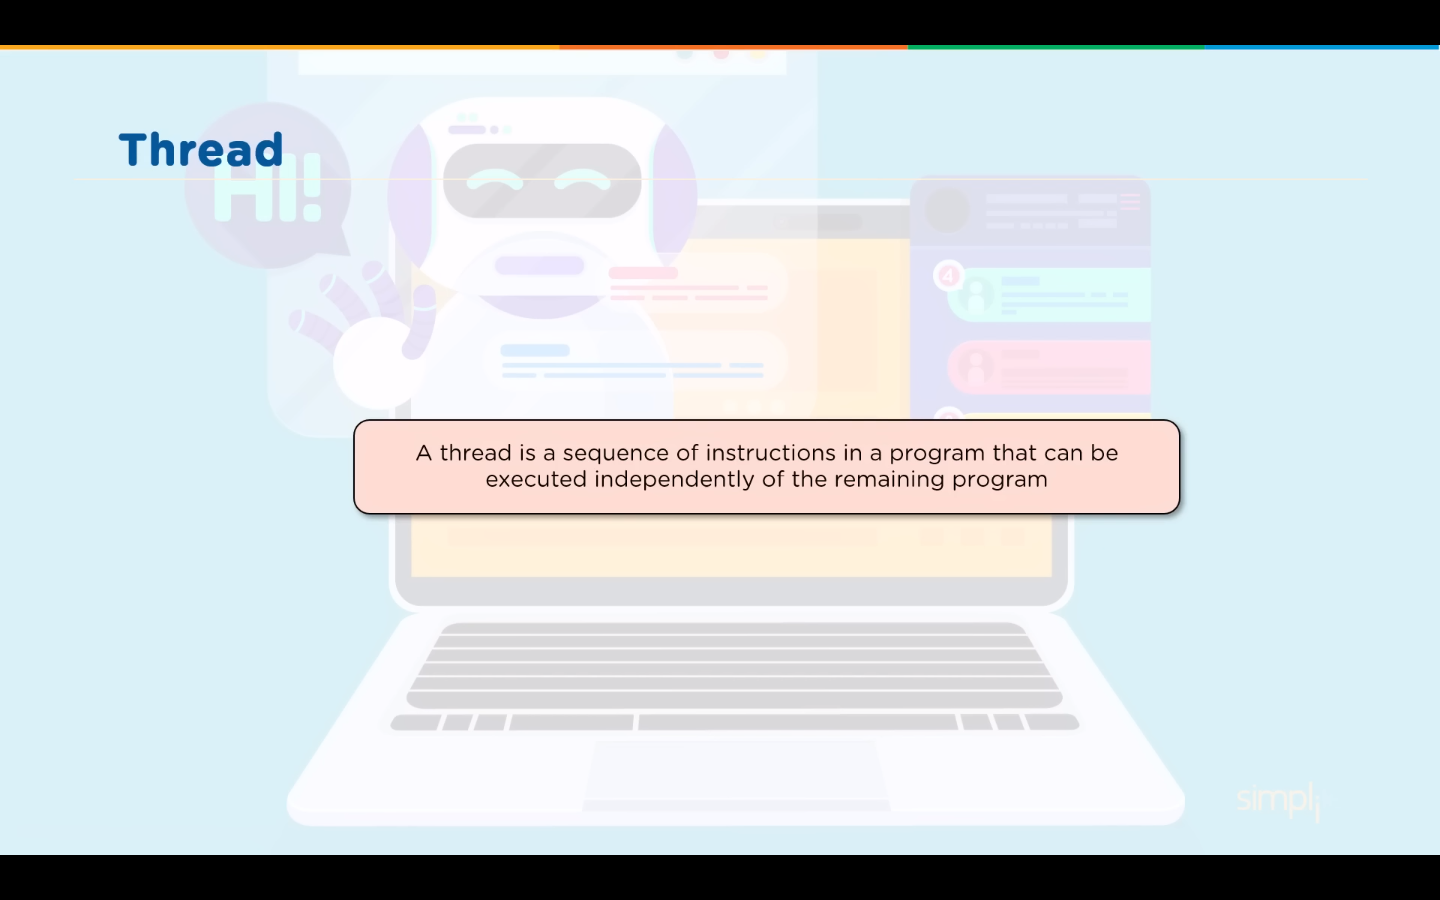 Thread
HI!
4
A thread is a sequence of instructions in a program that can be
executed independently of the remaining program
simpl